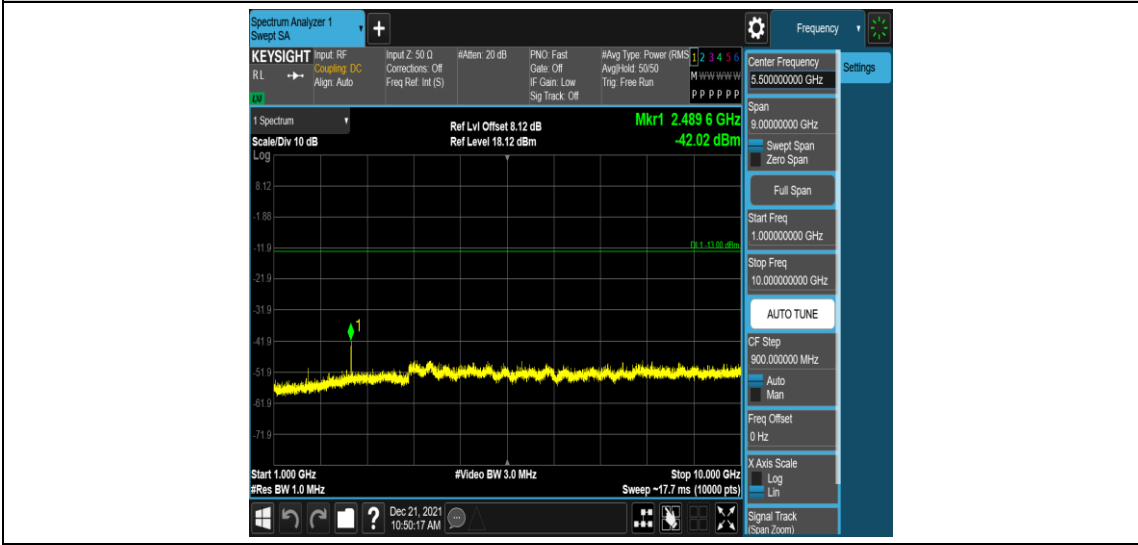 Spectrum Analyzer 1
Swept SA
Frequency
KEYSIGHT
RL
LXI
Input: RF
Coupling: DC
Align: Auto
Input Z: 50 Ω
Corrections: Off
Freq Ref: Int (S)
#Atten: 20 dB
PNO: Fast
Gate: Off
IF Gain: Low
Sig Track: Off
#Avg Type: Power (RMS
Avg|Hold: 50/50
Trig: Free Run
1 2 3 4 5 6
M W W W W W
P P P P P P
Center Frequency
5.500000000 GHz
Settings
1 Spectrum
Ref Lvl Offset 8.12 dB
Mkr1 2.489 6 GHz
Scale/Div 10 dB
Ref Level 18.12 dBm
-42.02 dBm
Log
8.12
-1.88
-11.9
DL1 -13.00 dBm
-21.9
-31.9
1
-41.9
-51.9
-61.9
-71.9
Start 1.000 GHz
#Video BW 3.0 MHz
Stop 10.000 GHz
#Res BW 1.0 MHz
Sweep ~17.7 ms (10000 pts)
Span
9.00000000 GHz
Swept Span
Zero Span
Full Span
Start Freq
1.000000000 GHz
Stop Freq
10.000000000 GHz
AUTO TUNE
CF Step
900.000000 MHz
Auto
Man
Freq Offset
0 Hz
X Axis Scale
Log
Lin
Signal Track
(Span Zoom)
?
Dec 21, 2021
10:50:17 AM